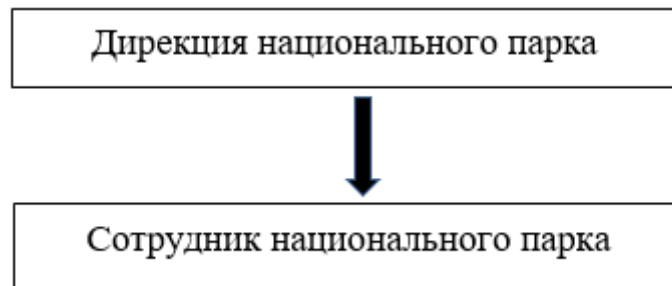 Дирекция национального парка
Сотрудник национального парка